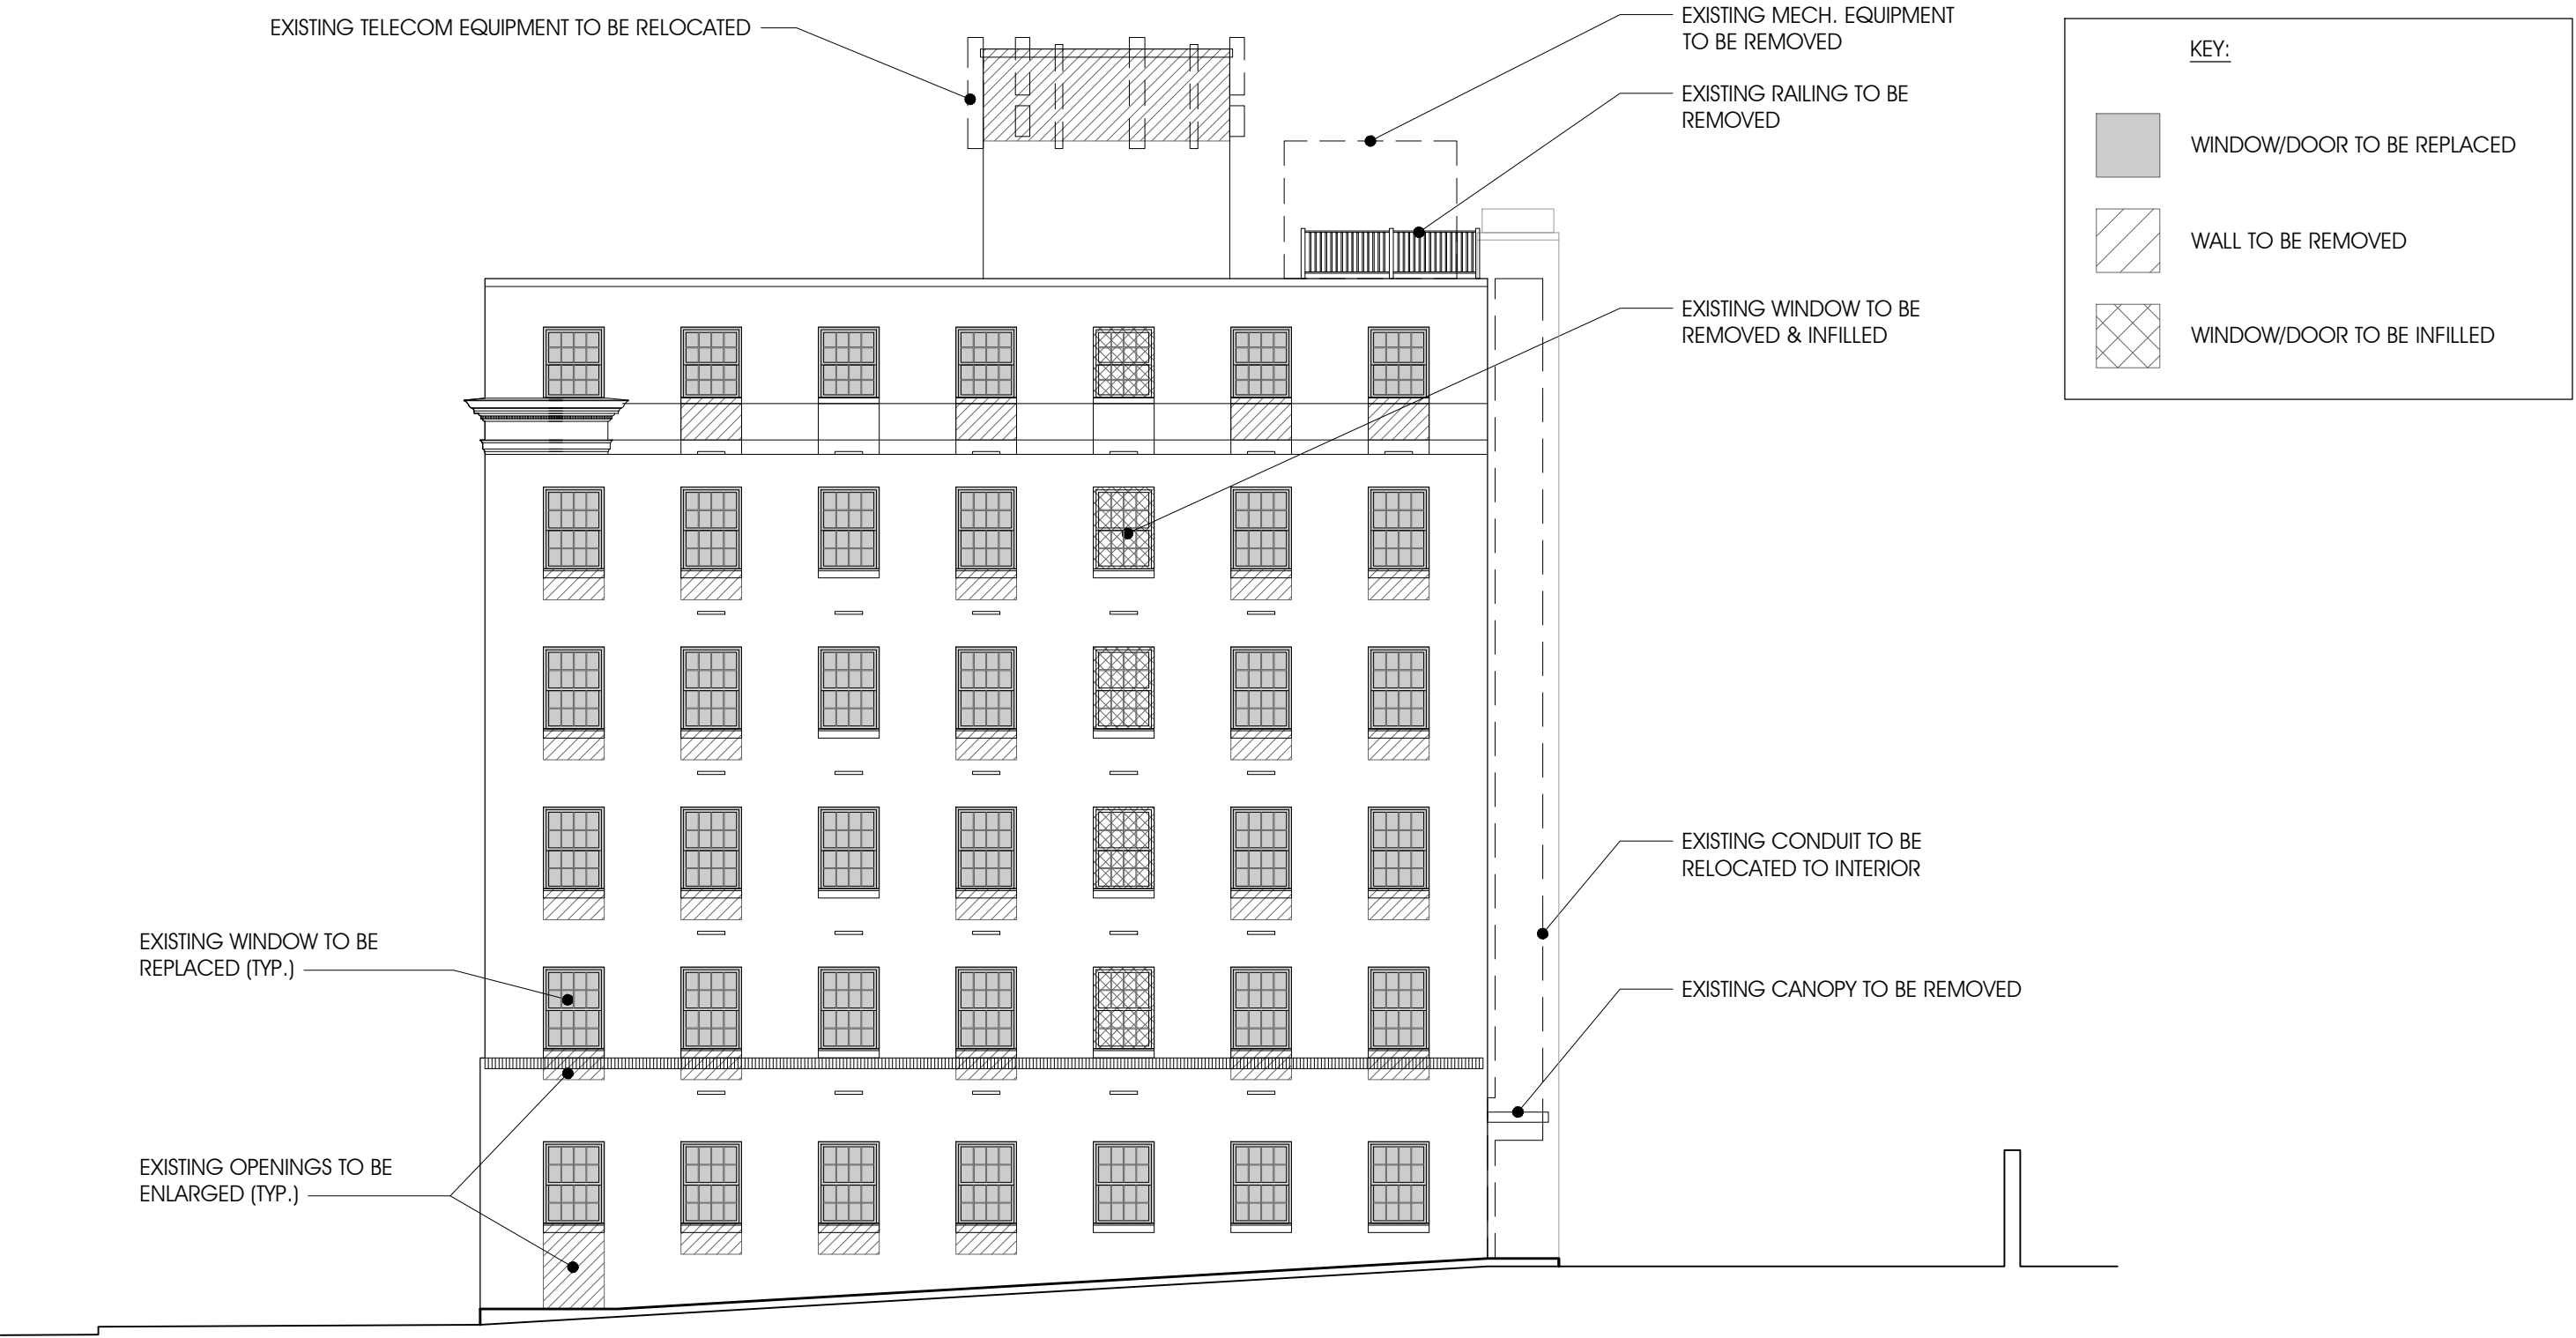 EXISTING TELECOM EQUIPMENT TO BE RELOCATED
EXISTING MECH. EQUIPMENT
TO BE REMOVED
EXISTING RAILING TO BE
REMOVED
EXISTING WINDOW TO BE
REMOVED & INFILLED
EXISTING CONDUIT TO BE
RELOCATED TO INTERIOR
EXISTING CANOPY TO BE REMOVED
EXISTING WINDOW TO BE
REPLACED (TYP.)
EXISTING OPENINGS TO BE
ENLARGED (TYP.)
KEY:
WINDOW/DOOR TO BE REPLACED
WALL TO BE REMOVED
WINDOW/DOOR TO BE INFILLED